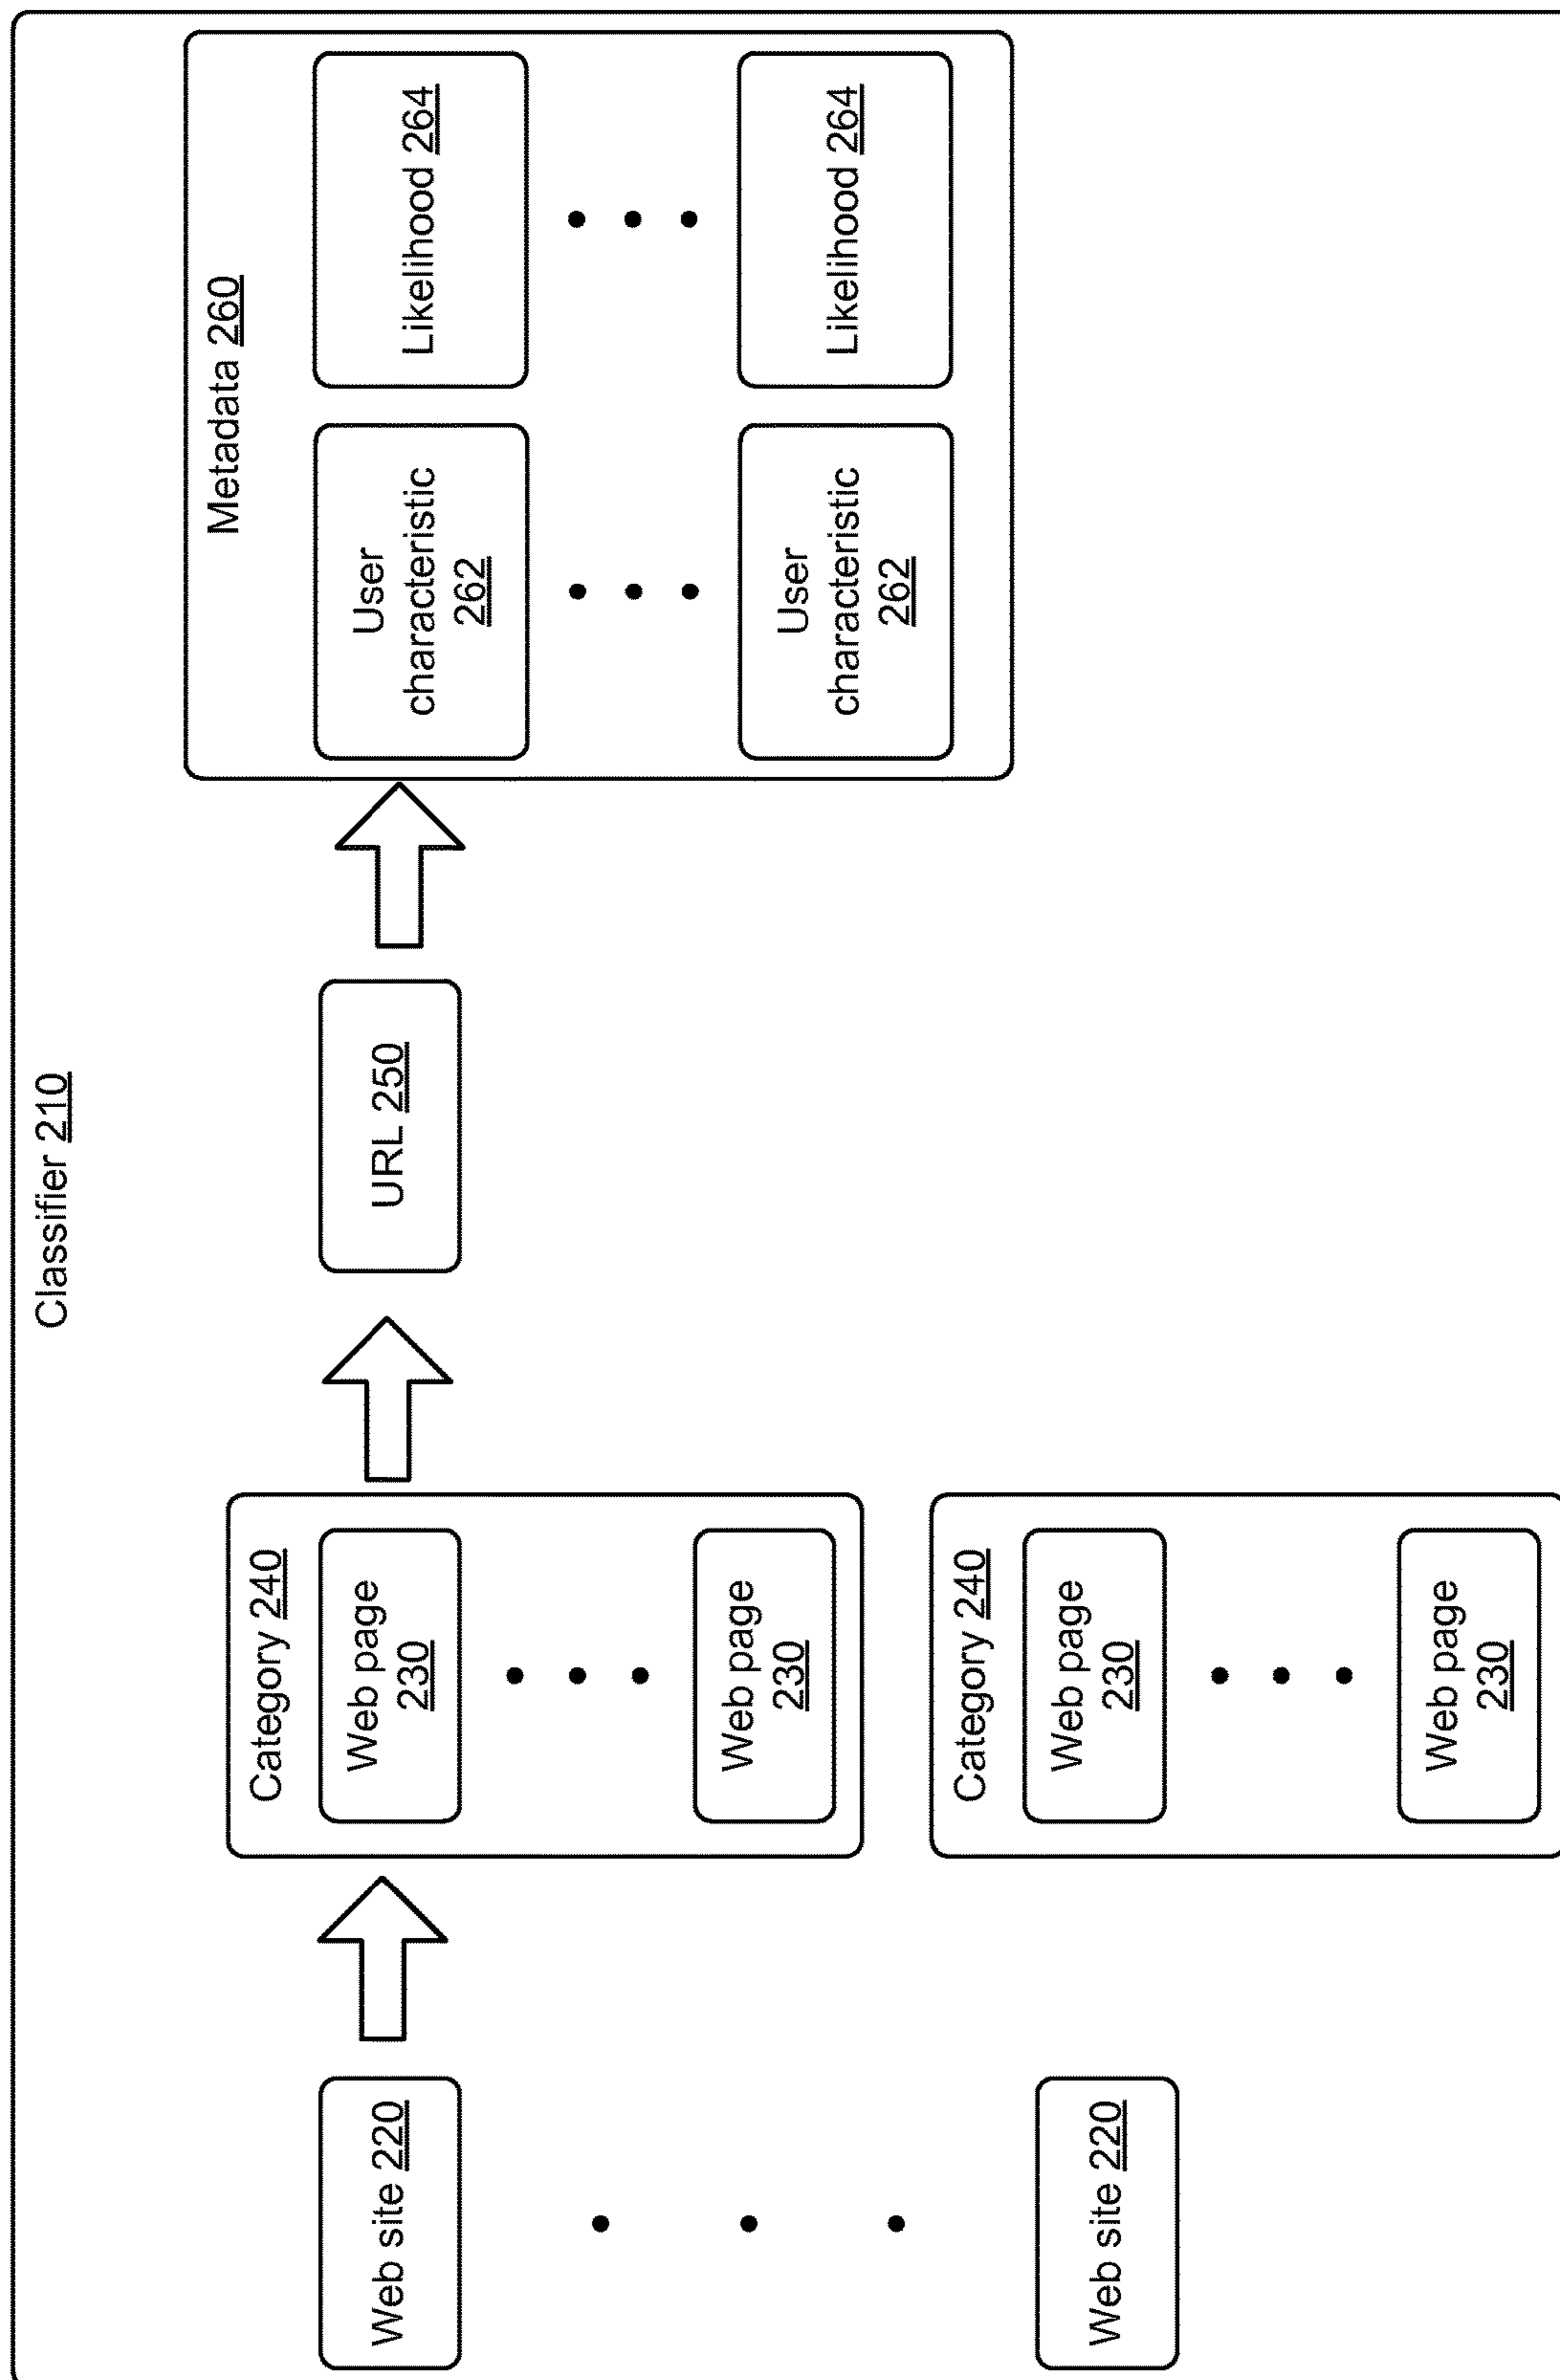 Classifier 210
Web site 220
Web site 220
Category 240
Web page
230
Web page
230
Category 240
Web page
230
Web page
230
URL 250
Metadata 260
User
characteristic
262
Likelihood 264
User
characteristic
262
Likelihood 264